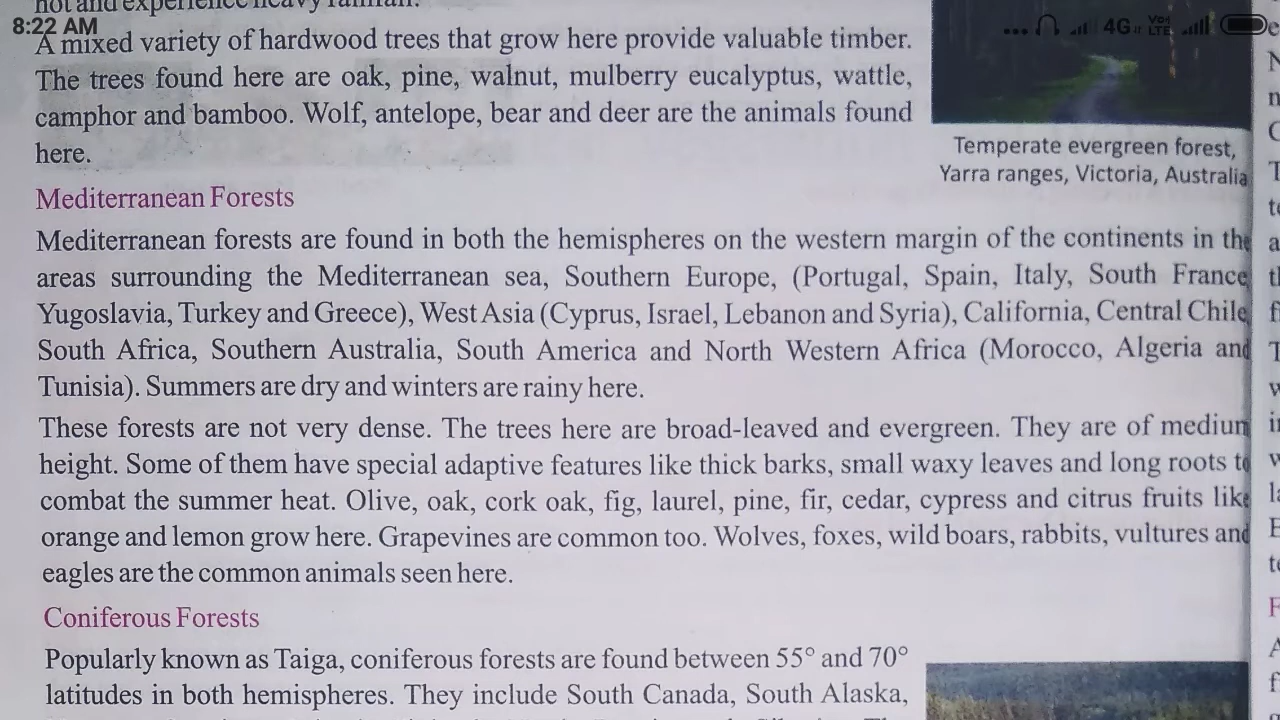 8:22 AM
4G
A mixed variety of hardwood trees that grow here provide valuable timber.
The trees found here are oak, pine, walnut, mulberry eucalyptus, wattle,
camphor and bamboo. Wolf, antelope, bear and deer are the animals found
here.
Temperate evergreen forest,
Yarra ranges, Victoria, Australia
Mediterranean Forests
Mediterranean forests are found in both the hemispheres on the western margin of the continents in the
areas surrounding the Mediterranean sea, Southern Europe, (Portugal, Spain, Italy, South France
Yugoslavia, Turkey and Greece), West Asia (Cyprus, Israel, Lebanon and Syria), California, Central Chile
South Africa, Southern Australia, South America and North Western Africa (Morocco, Algeria and
Tunisia). Summers are dry and winters are rainy here.
These forests are not very dense. The trees here are broad-leaved and evergreen. They are of medium
height. Some of them have special adaptive features like thick barks, small waxy leaves and long roots to
combat the summer heat. Olive, oak, cork oak, fig, laurel, pine, fir, cedar, cypress and citrus fruits like
orange and lemon grow here. Grapevines are common too. Wolves, foxes, wild boars, rabbits, vultures and
eagles are the common animals seen here.
Coniferous Forests
Popularly known as Taiga, coniferous forests are found between 55° and 70°
latitudes in both hemispheres. They include South Canada, South Alaska,